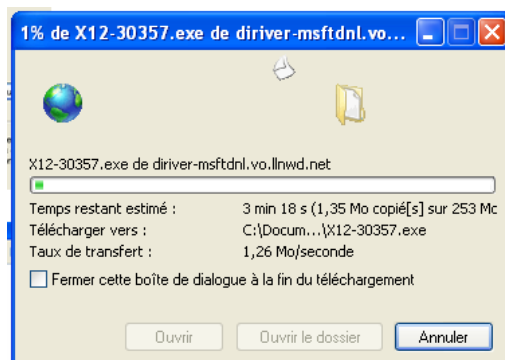 1% de X12-30357.exe de diriver-msftdnl.vo...
X12-30357.exe de diriver-msftdnl.vo.llnwd.net
Temps restant estimé : 3 min 18 s (1,35 Mo copié[s] sur 253 Mc
Télécharger vers : C:\Docum...\X12-30357.exe
Taux de transfert : 1,26 Mo/seconde
Fermer cette boîte de dialogue à la fin du téléchargement
Ouvrir Ouvrir le dossier Annuler